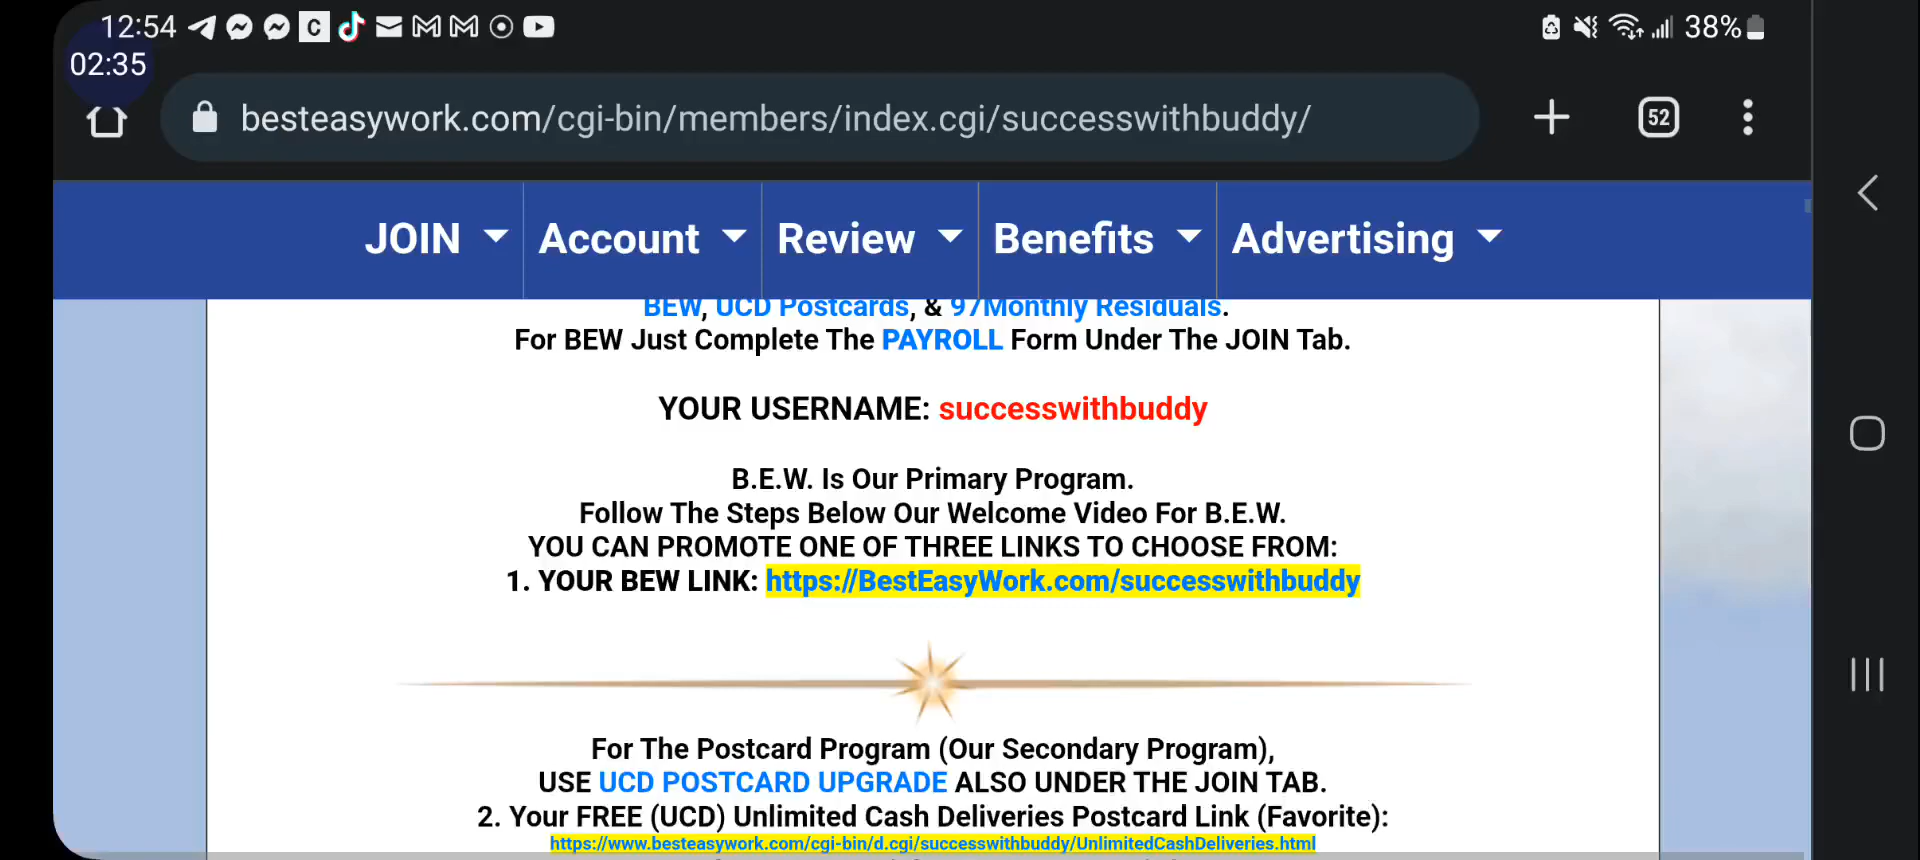 12:54
38%
02:35
besteasywork.com/cgi-bin/members/index.cgi/successwithbuddy/
52
JOIN Account Review Benefits Advertising
BEW, UCD Postcards, & 97/Monthly Residuals.
For BEW Just Complete The PAYROLL Form Under The JOIN Tab.
YOUR USERNAME: successwithbuddy
B.E.W. Is Our Primary Program.
Follow The Steps Below Our Welcome Video For B.E.W.
YOU CAN PROMOTE ONE OF THREE LINKS TO CHOOSE FROM:
1. YOUR BEW LINK: https://BestEasyWork.com/successwithbuddy
For The Postcard Program (Our Secondary Program),
USE UCD POSTCARD UPGRADE ALSO UNDER THE JOIN TAB.
2. Your FREE (UCD) Unlimited Cash Deliveries Postcard Link (Favorite):
https://www.besteasywork.com/cgi-bin/d.cgi/successwithbuddy/UnlimitedCashDeliveries.html